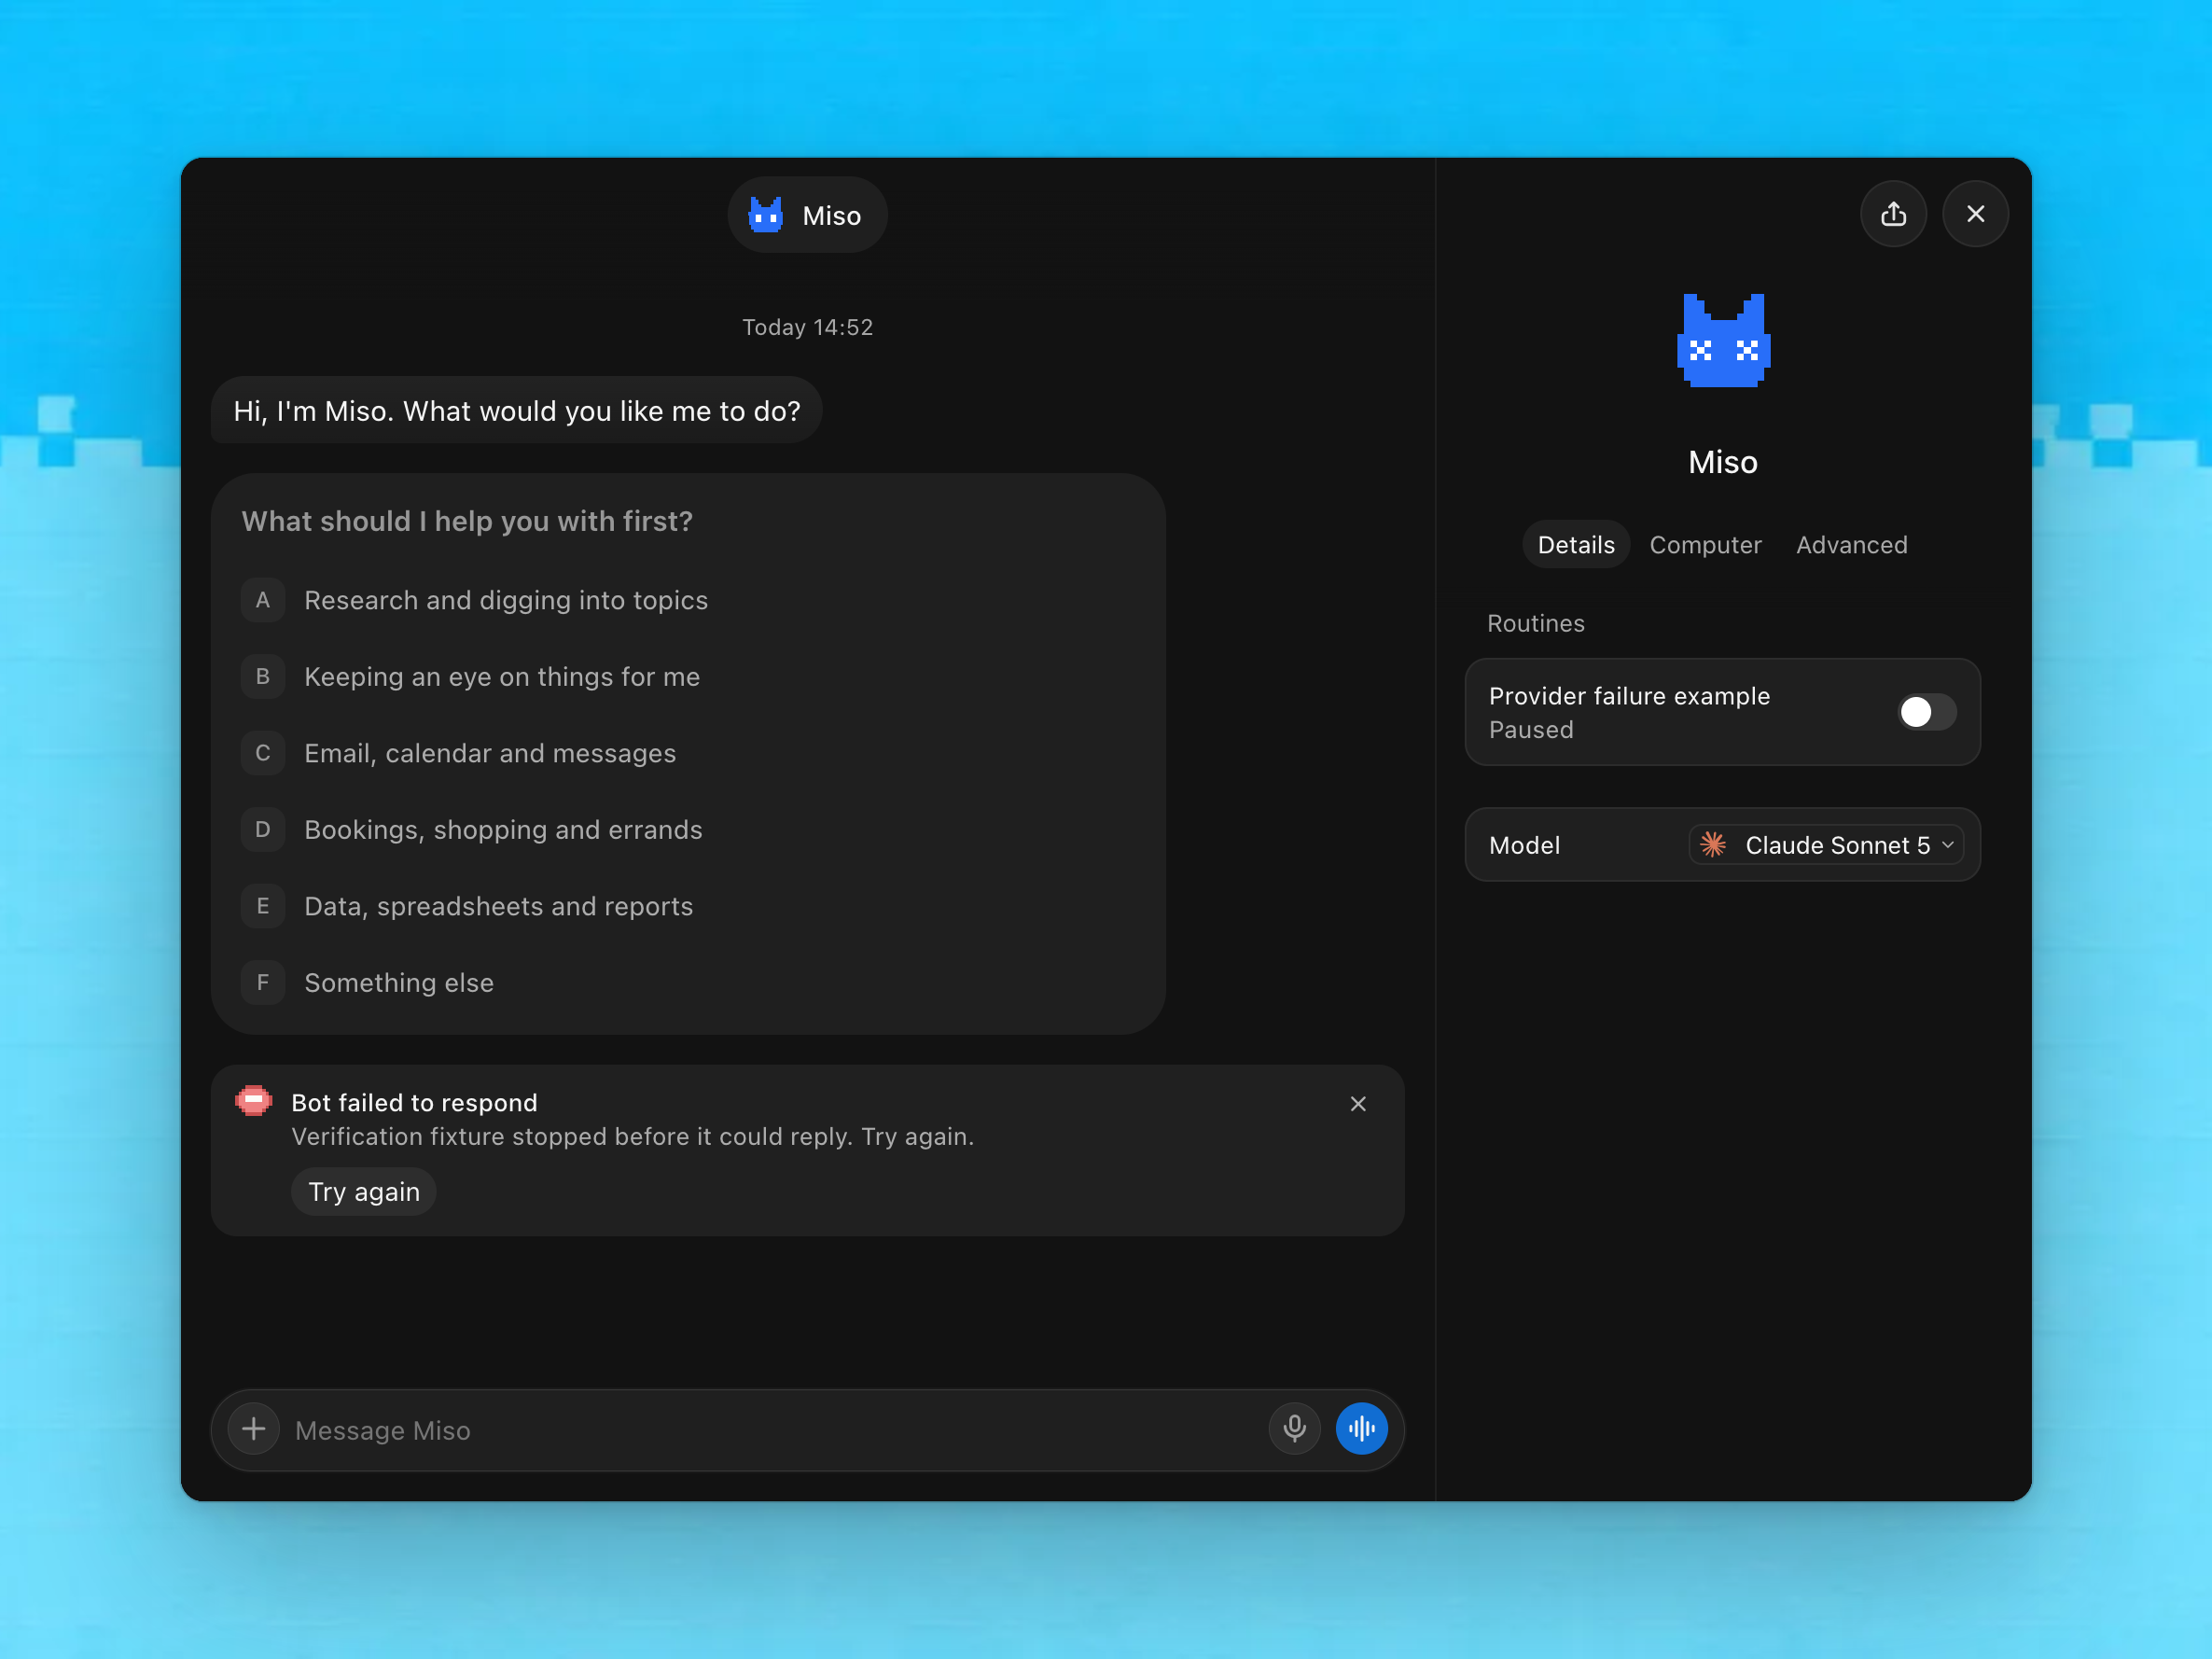 Miso
Today 14:52
Hi, I'm Miso. What would you like me to do?
What should I help you with first?
A Research and digging into topics
B Keeping an eye on things for me
C Email, calendar and messages
D Bookings, shopping and errands
E Data, spreadsheets and reports
F Something else
Bot failed to respond
Verification fixture stopped before it could reply. Try again.
Try again
Message Miso
Miso
Details Computer Advanced
Routines
Provider failure example
Paused
Model Claude Sonnet 5